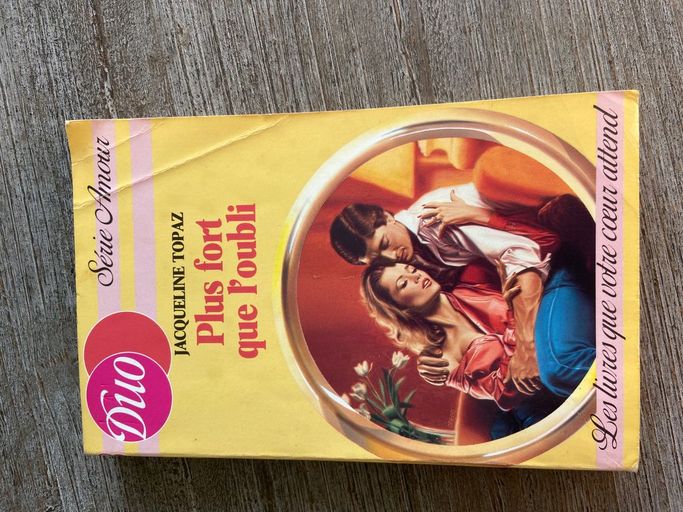 Duo
Série Amour
JACQUELINE TOPAZ
Plus fort
que l'oubli
Les livres que votre cœur attend